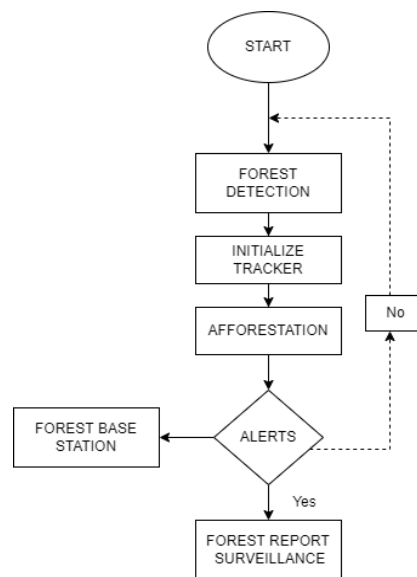 START
FOREST
DETECTION
INITIALIZE
TRACKER
No
AFFORESTATION
FOREST BASE
STATION
ALERTS
Yes
FOREST REPORT
SURVEILLANCE